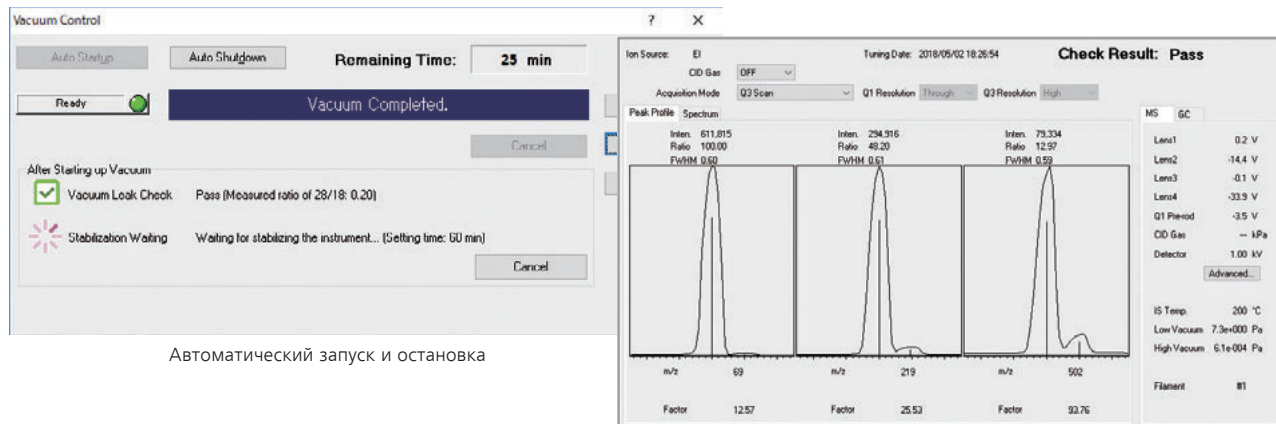 Vacuum Control ? X
Auto Startup Auto Shutdown Remaining Time: 25 min
Ready Vacuum Completed.
Cancel
After Starting up Vacuum
Vacuum Leak Check Pass (Measured ratio of 28/18: 0.20)
Stabilization Waiting Waiting for stabilizing the instrument... (Setting time: 60 min)
Cancel
Автоматический запуск и остановка
Ion Source: EI Tuning Date: 2018/05/02 18:26:54 Check Result: Pass
CID Gas OFF
Acquisition Mode Q3 Scan Q1 Resolution Through Q3 Resolution High
Peak Profile Spectrum
Inten. 611,815 Inten. 294,916 Inten. 79,334
Ratio 100.00 Ratio 48.20 Ratio 12.97
FWHM 0.60 FWHM 0.61 FWHM 0.59
m/z 69 m/z 219 m/z 502
Factor 12.57 Factor 25.53 Factor 93.76
MS GC
Lens1 0.2 V
Lens2 -14.4 V
Lens3 -0.1 V
Lens4 -33.9 V
Q1 Pre-rod -3.5 V
CID Gas -- kPa
Detector 1.00 kV
Advanced...
IS Temp. 200 °C
Low Vacuum 7.3e+000 Pa
High Vacuum 6.1e-004 Pa
Filament #1